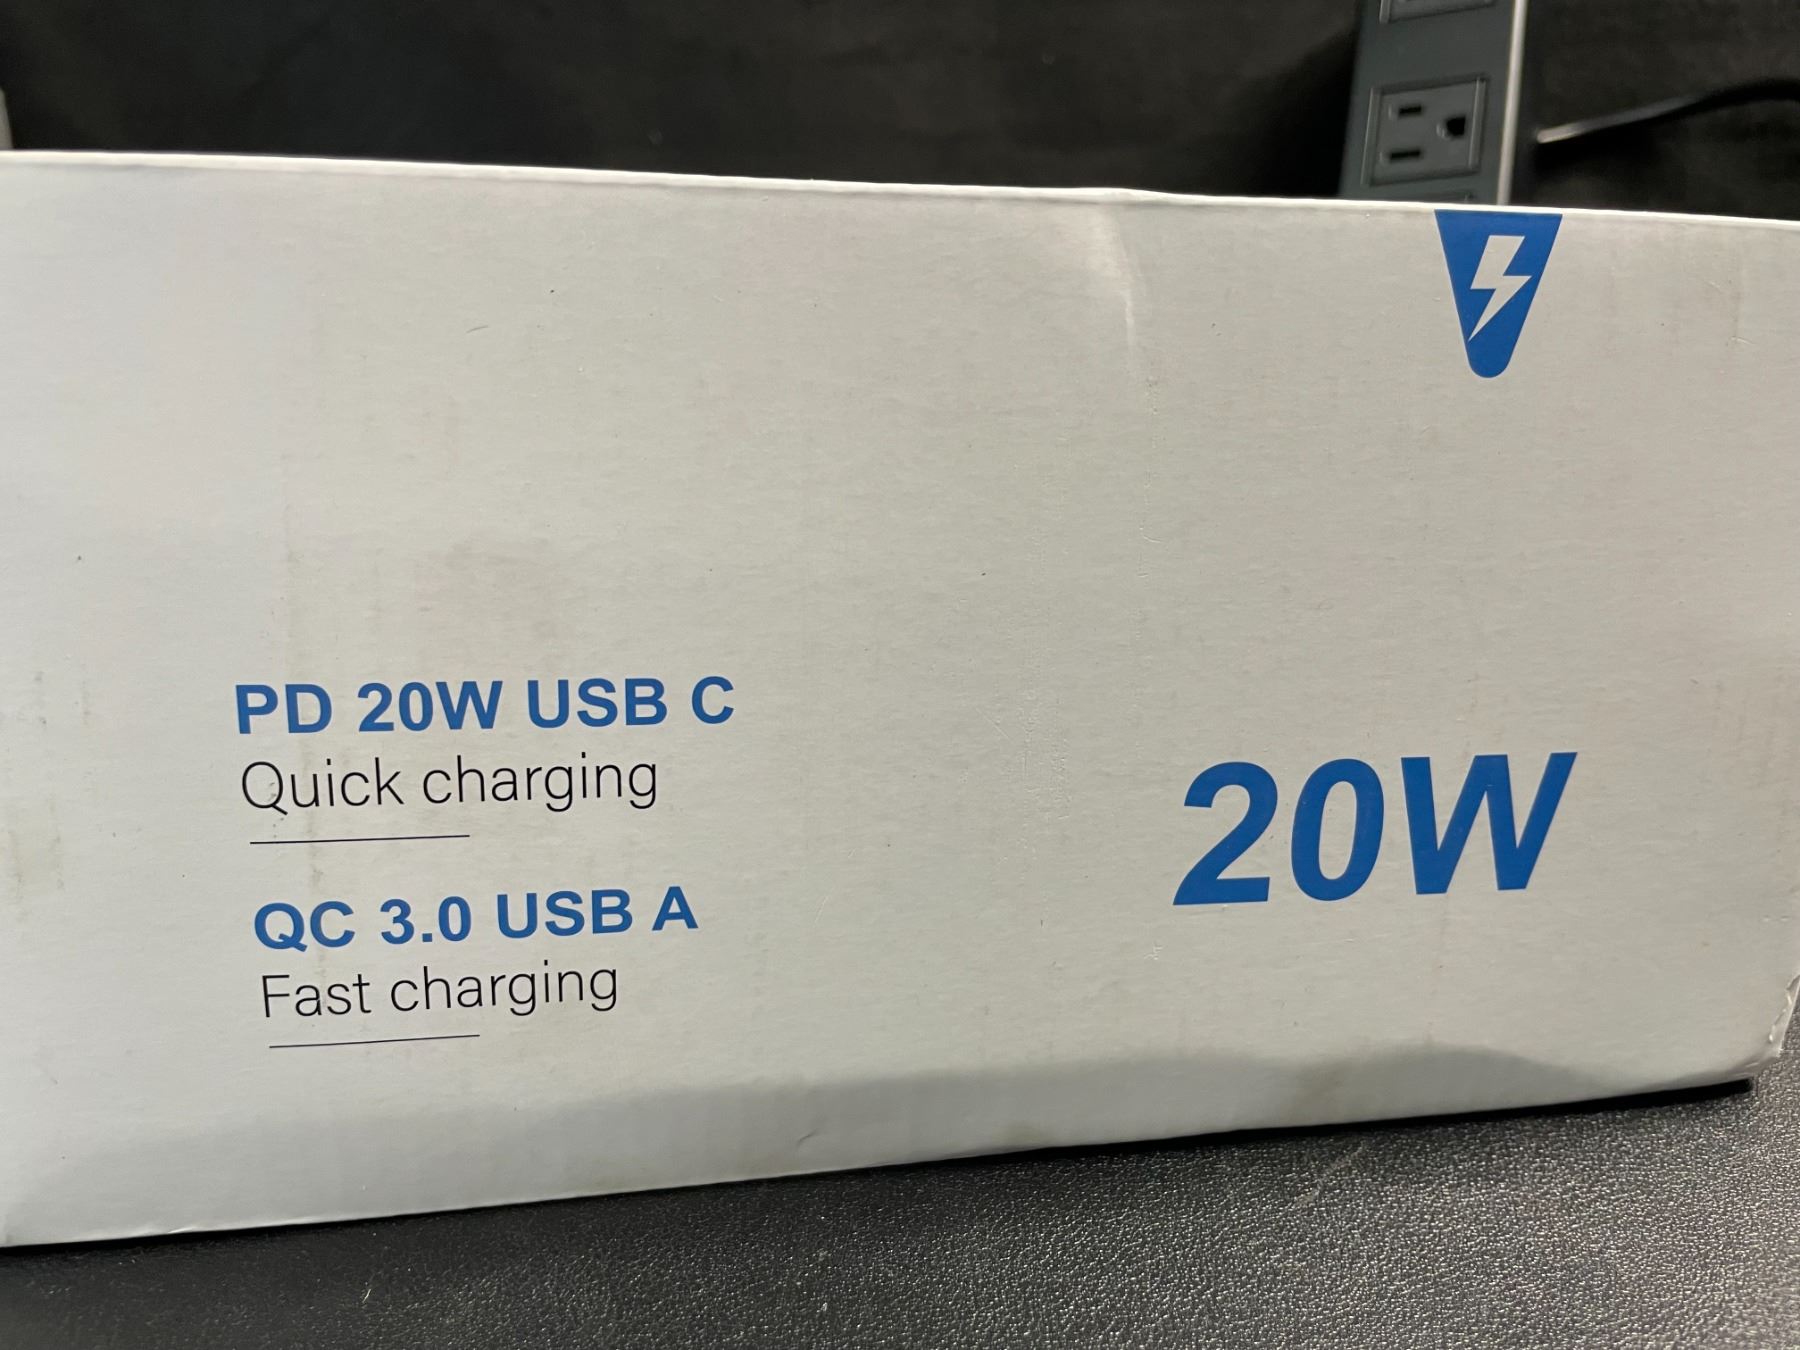 PD 20W USB C
Quick charging
QC 3.0 USB A
Fast charging
20W